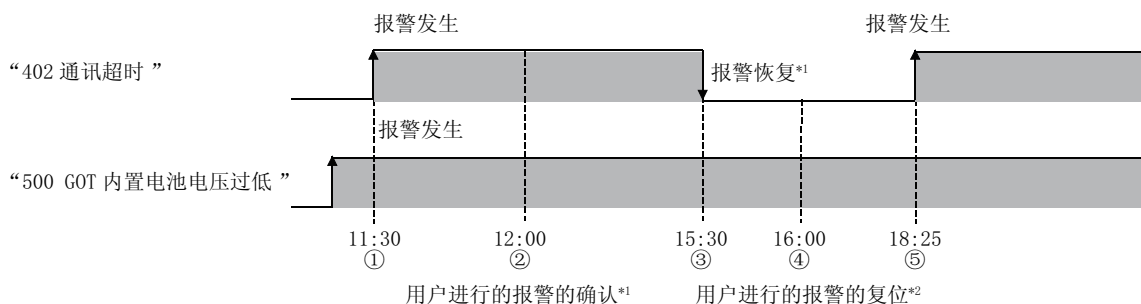 报警发生 报警发生
“402 通讯超时 ”
报警恢复*1
报警发生
“500 GOT 内置电池电压过低 ”
11:30 12:00 15:30 16:00 18:25
① ② ③ ④ ⑤
用户进行的报警的确认*1 用户进行的报警的复位*2